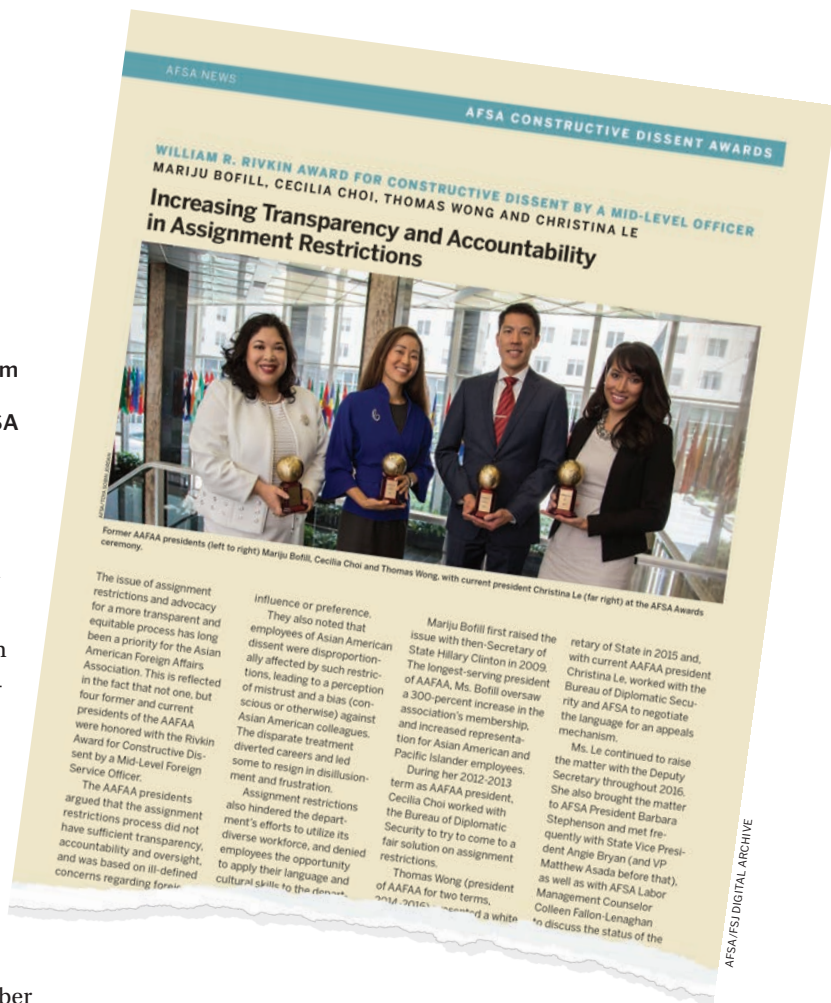 m
SA
n
ber
AFSA NEWS
AFSA CONSTRUCTIVE DISSENT AWARDS
WILLIAM R. RIVKIN AWARD FOR CONSTRUCTIVE DISSENT BY A MID-LEVEL OFFICER
MARIJU BOFILL, CECILIA CHOI, THOMAS WONG AND CHRISTINA LE
Increasing Transparency and Accountability
in Assignment Restrictions
Former AAFAA presidents (left to right) Mariju Bofill, Cecilia Choi and Thomas Wong, with current president Christina Le (far right) at the AFSA Awards
ceremony.
The issue of assignment
restrictions and advocacy
for a more transparent and
equitable process has long
been a priority for the Asian
American Foreign Affairs
Association. This is reflected
in the fact that not one, but
four former and current
presidents of the AAFAA
were honored with the Rivkin
Award for Constructive Dis-
sent by a Mid-Level Foreign
Service Officer.
The AAFAA presidents
argued that the assignment
restrictions process did not
have sufficient transparency,
accountability and oversight,
and was based on ill-defined
concerns regarding
influence or preference.
They also noted that
employees of Asian American
dissent were disproportion-
ally affected by such restric-
tions, leading to a perception
of mistrust and a bias (con-
scious or otherwise) against
Asian American colleagues.
The disparate treatment
diverted careers and led
some to resign in disillusion-
ment and frustration.
Assignment restrictions
also hindered the depart-
ment's efforts to utilize its
diverse workforce, and denied
employees the opportunity
to apply their language and
cultural skills to the depart-
Mariju Bofill first raised the
issue with then-Secretary of
State Hillary Clinton in 2009.
The longest-serving president
of AAFAA, Ms. Bofill oversaw
a 300-percent increase in the
association's membership,
and increased representa-
tion for Asian American and
Pacific Islander employees.
During her 2012-2013
term as AAFAA president,
Cecilia Choi worked with
the Bureau of Diplomatic
Security to try to come to a
fair solution on assignment
restrictions.
Thomas Wong (president
of AAFAA for two terms,
2014-2016) a white
retary of State in 2015 and,
with current AAFAA president
Christina Le, worked with the
Bureau of Diplomatic Secu-
rity and AFSA to negotiate
the language for an appeals
mechanism.
Ms. Le continued to raise
the matter with the Deputy
Secretary throughout 2016.
She also brought the matter
to AFSA President Barbara
Stephenson and met fre-
quently with State Vice Presi-
dent Angie Bryan (and VP
Matthew Asada before that),
as well as with AFSA Labor
Management Counselor
Colleen Fallon-Lenaghan
to discuss the status of the
AFSA/FSJ DIGITAL ARCHIVE